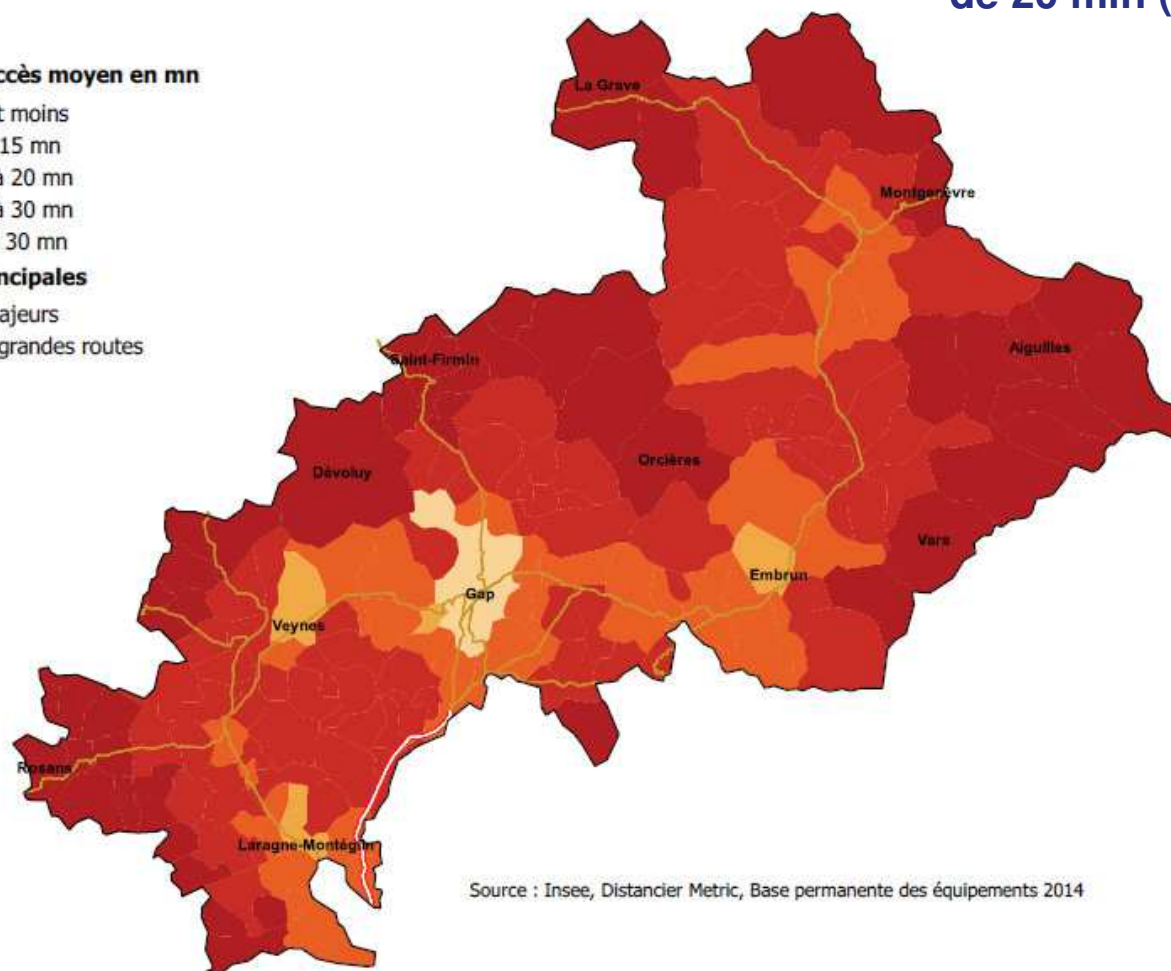 de 20 min (
ccès moyen en mn
t moins
15 mn
à 20 mn
à 30 mn
30 mn
ncipales
ajeurs
grandes routes
La Grave
Montgenèvre
Aiguilles
Saint-Firmin
Orcières
Dévoluy
Vars
Embrun
Gap
Veynes
Rosans
Laragne-Montéglin
Source : Insee, Distancier Metric, Base permanente des équipements 2014